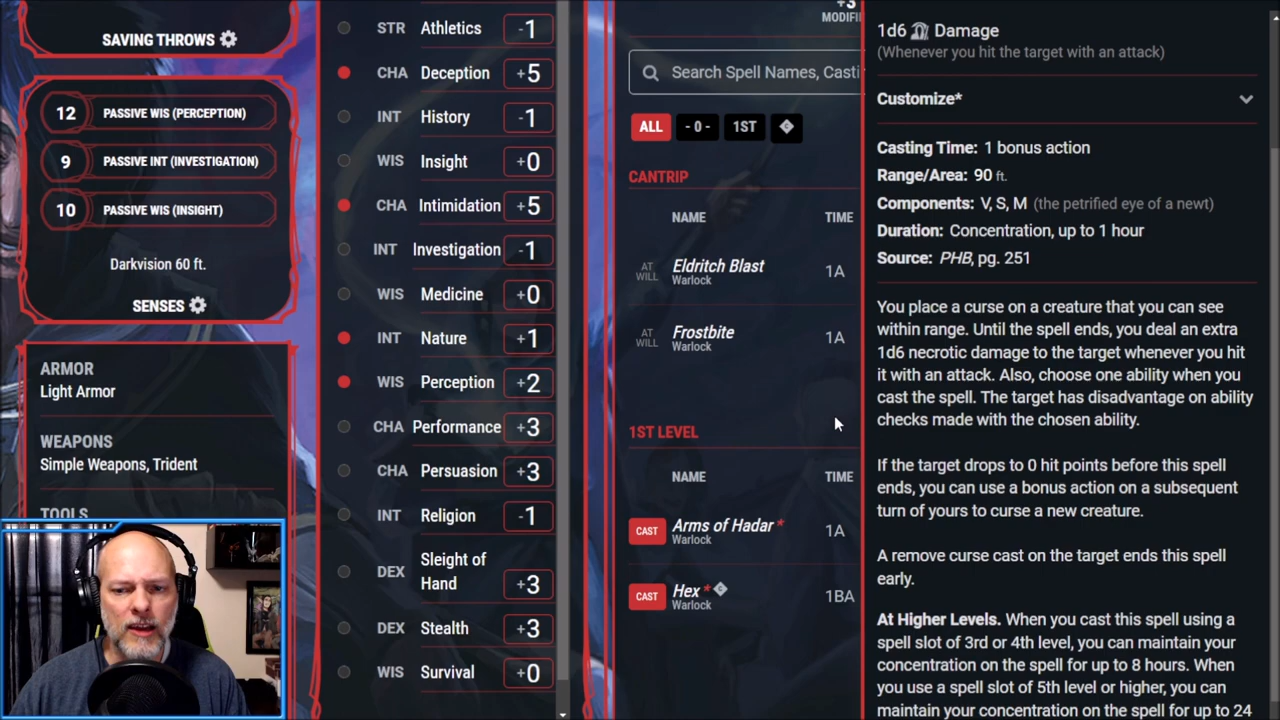 SAVING THROWS
12 PASSIVE WIS (PERCEPTION)
9 PASSIVE INT (INVESTIGATION)
10 PASSIVE WIS (INSIGHT)
Darkvision 60 ft.
SENSES
ARMOR
Light Armor
WEAPONS
Simple Weapons, Trident
TOOLS
STR Athletics -1
CHA Deception +5
INT History -1
WIS Insight +0
CHA Intimidation +5
INT Investigation -1
WIS Medicine +0
INT Nature +1
WIS Perception +2
CHA Performance +3
CHA Persuasion +3
INT Religion -1
DEX Sleight of
Hand +3
DEX Stealth +3
WIS Survival +0
+3
MODIFI
Search Spell Names, Casti
ALL - 0 - 1ST C
CANTRIP
NAME TIME
AT WILL Eldritch Blast 1A
Warlock
AT WILL Frostbite 1A
Warlock
1ST LEVEL
NAME TIME
CAST Arms of Hadar * 1A
Warlock
CAST Hex * C 1BA
Warlock
1d6 Damage
(Whenever you hit the target with an attack)
Customize*
Casting Time: 1 bonus action
Range/Area: 90 ft.
Components: V, S, M (the petrified eye of a newt)
Duration: Concentration, up to 1 hour
Source: PHB, pg. 251
You place a curse on a creature that you can see
within range. Until the spell ends, you deal an extra
1d6 necrotic damage to the target whenever you hit
it with an attack. Also, choose one ability when you
cast the spell. The target has disadvantage on ability
checks made with the chosen ability.
If the target drops to 0 hit points before this spell
ends, you can use a bonus action on a subsequent
turn of yours to curse a new creature.
A remove curse cast on the target ends this spell
early.
At Higher Levels. When you cast this spell using a
spell slot of 3rd or 4th level, you can maintain your
concentration on the spell for up to 8 hours. When
you use a spell slot of 5th level or higher, you can
maintain your concentration on the spell for up to 24